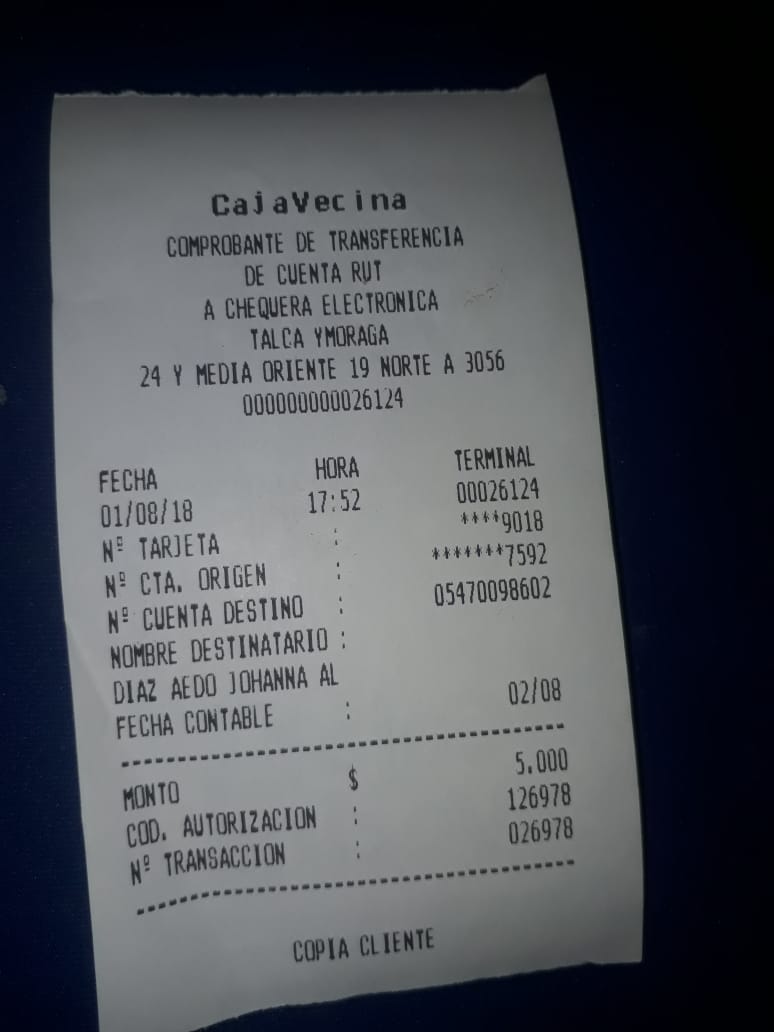 CajaVecina
COMPROBANTE DE TRANSFERENCIA
DE CUENTA RUT
A CHEQUERA ELECTRONICA
TALCA YMORAGA
24 Y MEDIA ORIENTE 19 NORTE A 3056
000000000026124
FECHA HORA TERMINAL
01/08/18 17:52 00026124
Nº TARJETA : ****9018
Nº CTA. ORIGEN : *******7592
Nº CUENTA DESTINO : 05470098602
NOMBRE DESTINATARIO :
DIAZ AEDO JOHANNA AL
FECHA CONTABLE : 02/08
MONTO $ 5.000
COD. AUTORIZACION : 126978
Nº TRANSACCION : 026978
COPIA CLIENTE